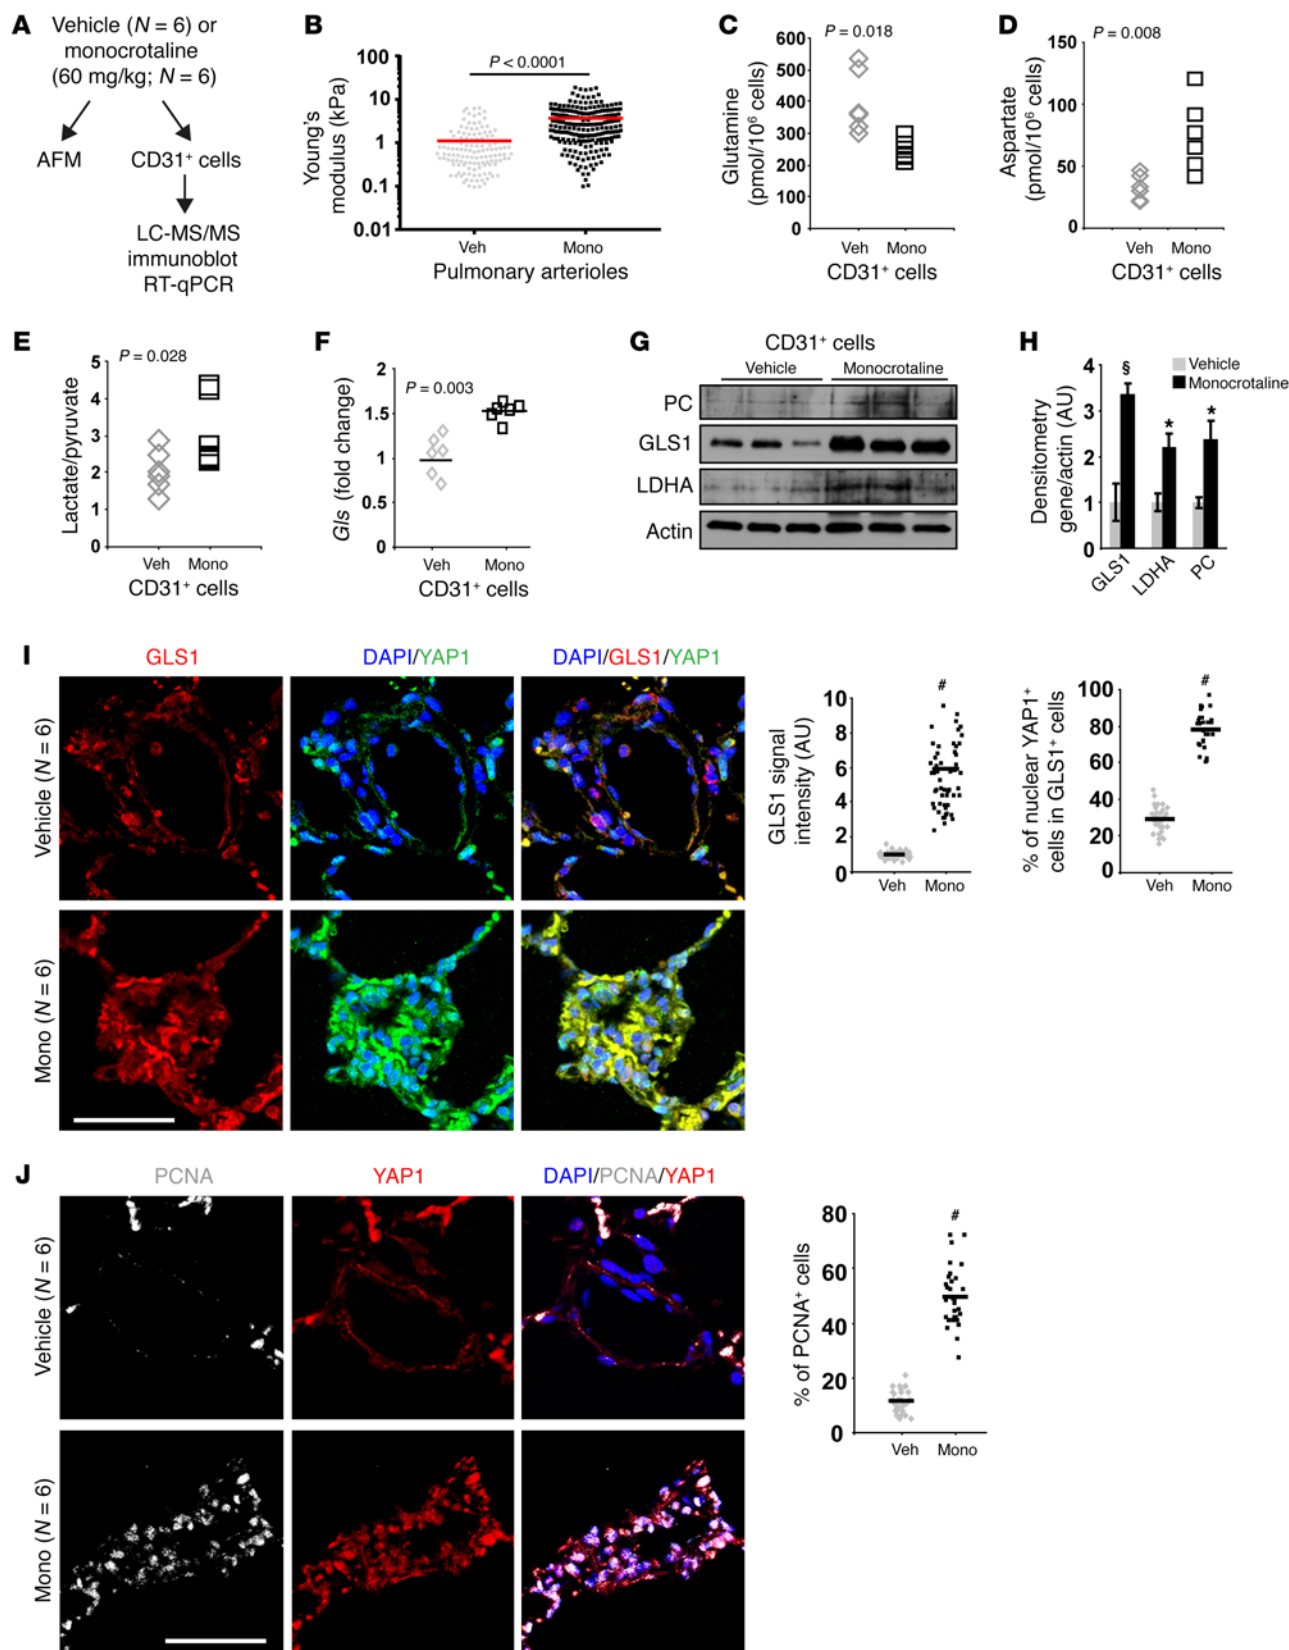 A
Vehicle (N = 6) or
monocrotaline
(60 mg/kg; N = 6)
AFM
CD31+ cells
LC-MS/MS
immunoblot
RT-qPCR
B
P < 0.0001
Young's
modulus (kPa)
100
10
1
0.1
0.01
Veh
Mono
Pulmonary arterioles
C
P = 0.018
Glutamine
(pmol/10⁶ cells)
600
500
400
300
200
100
0
Veh
Mono
CD31+ cells
D
P = 0.008
Aspartate
(pmol/10⁶ cells)
150
100
50
0
Veh
Mono
CD31+ cells
E
P = 0.028
Lactate/pyruvate
5
4
3
2
1
0
Veh
Mono
CD31+ cells
F
P = 0.003
Gls (fold change)
2
1.5
1
0.5
0
Veh
Mono
CD31+ cells
G
CD31+ cells
Vehicle
Monocrotaline
PC
GLS1
LDHA
Actin
H
Vehicle
Monocrotaline
Densitometry
gene/actin (AU)
4
3
2
1
0
§
*
*
GLS1
LDHA
PC
I
GLS1
DAPI/YAP1
DAPI/GLS1/YAP1
Vehicle (N = 6)
Mono (N = 6)
GLS1 signal
intensity (AU)
10
8
6
4
2
0
#
Veh
Mono
% of nuclear YAP1+
cells in GLS1+ cells
100
80
60
40
20
0
#
Veh
Mono
J
PCNA
YAP1
DAPI/PCNA/YAP1
Vehicle (N = 6)
Mono (N = 6)
% of PCNA+ cells
80
60
40
20
0
#
Veh
Mono